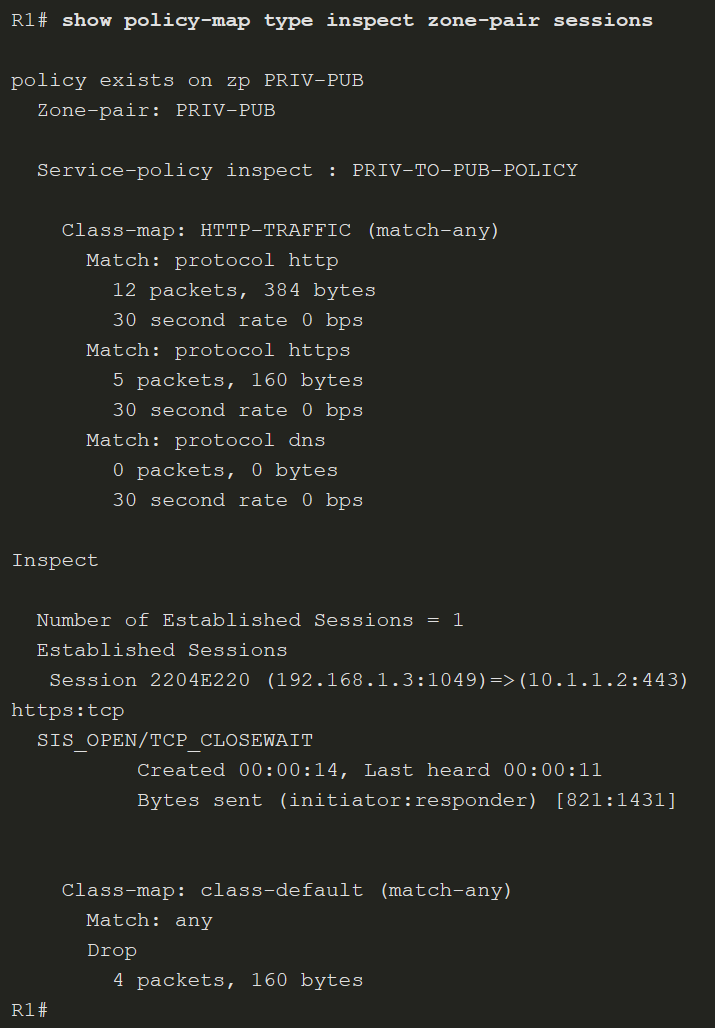 R1# show policy-map type inspect zone-pair sessions
policy exists on zp PRIV-PUB
Zone-pair: PRIV-PUB
Service-policy inspect : PRIV-TO-PUB-POLICY
Class-map: HTTP-TRAFFIC (match-any)
Match: protocol http
12 packets, 384 bytes
30 second rate 0 bps
Match: protocol https
5 packets, 160 bytes
30 second rate 0 bps
Match: protocol dns
0 packets, 0 bytes
30 second rate 0 bps
Inspect
Number of Established Sessions = 1
Established Sessions
Session 2204E220 (192.168.1.3:1049)=>(10.1.1.2:443)
https:tcp
SIS_OPEN/TCP_CLOSEWAIT
Created 00:00:14, Last heard 00:00:11
Bytes sent (initiator:responder) [821:1431]
Class-map: class-default (match-any)
Match: any
Drop
4 packets, 160 bytes
R1#